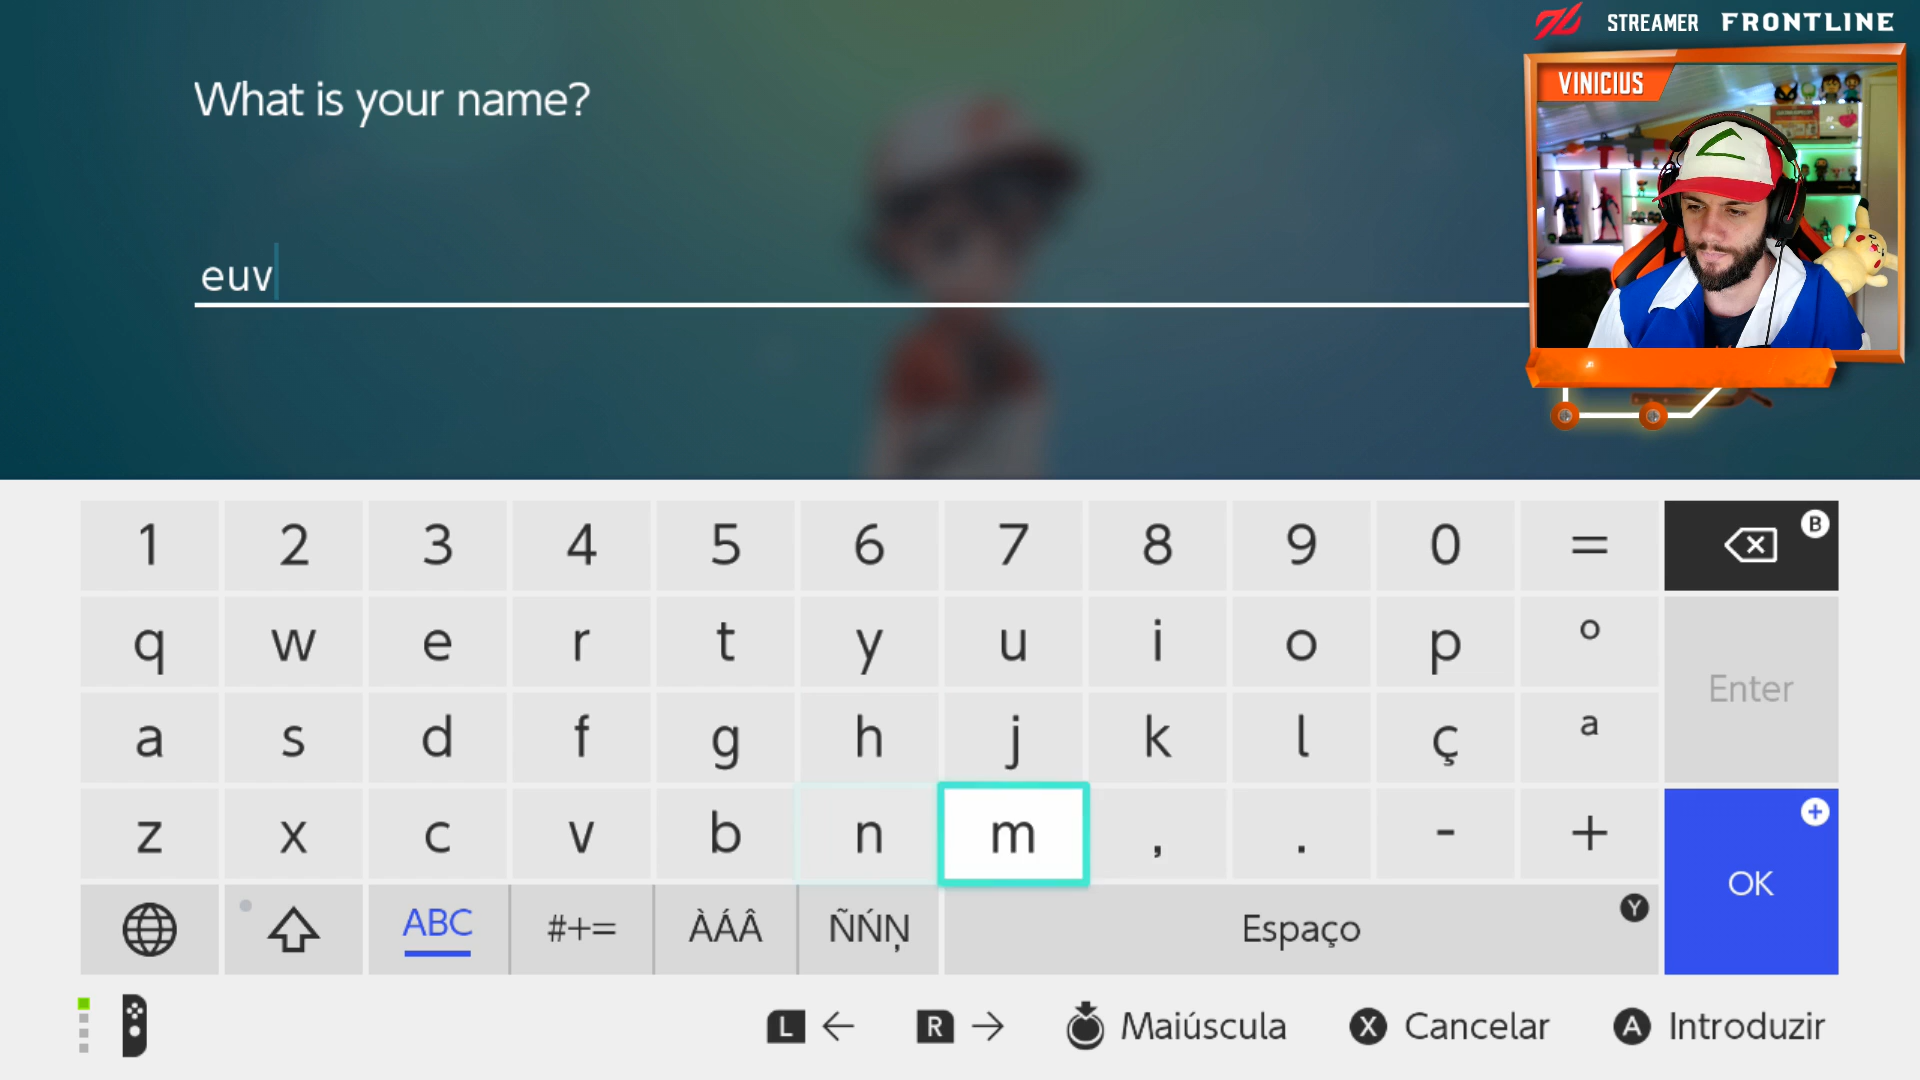 STREAMER FRONTLINE
VINICIUS
What is your name?
euv
1 2 3 4 5 6 7 8 9 0 = B
q w e r t y u i o p º
Enter
a s d f g h j k l ç ª
z x c v b n m , . - + +
OK
ABC #+= ÀÁÂ ÑŃŅ Espaço Y
L ← R → Maiúscula X Cancelar A Introduzir